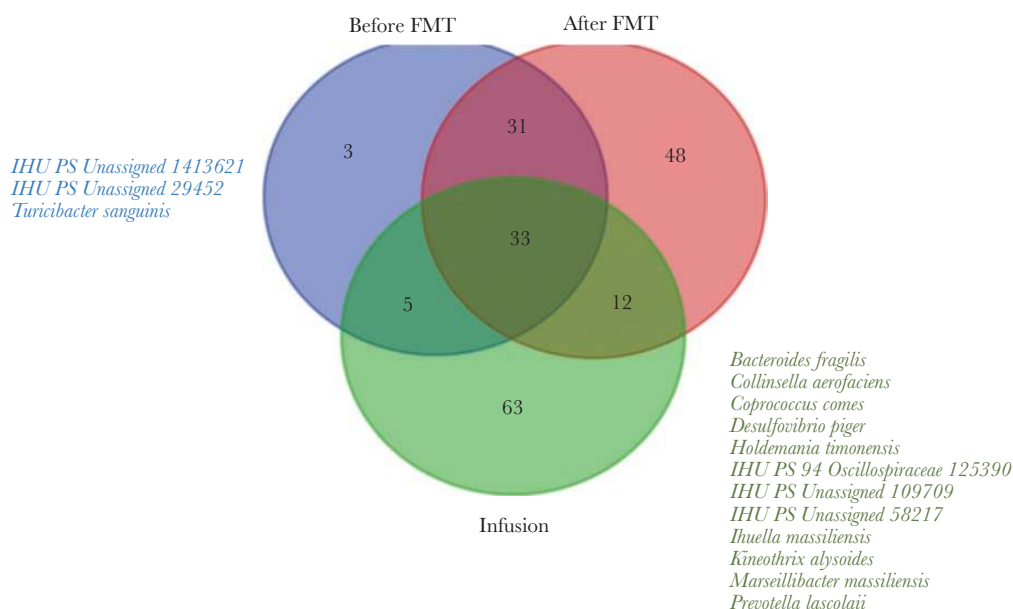 Before FMT
After FMT
31
3
48
IHU PS Unassigned 1413621
IHU PS Unassigned 29452
Turicibacter sanguinis
33
5
12
Bacteroides fragilis
Collinsella aerofaciens
Coprococcus comes
Desulfovibrio piger
Holdemania timonensis
IHU PS 94 Oscillospiraceae 125390
IHU PS Unassigned 109709
IHU PS Unassigned 58217
Ihuella massiliensis
Kineothrix alysoides
Marseillibacter massiliensis
Prevotella lascolaii
63
Infusion